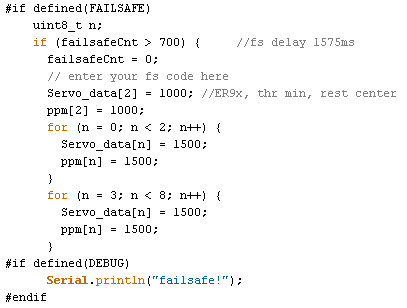 #if defined(FAILSAFE)
    uint8_t n;
    if (failsafeCnt > 700) {     //fs delay 1575ms
      failsafeCnt = 0;
      // enter your fs code here
      Servo_data[2] = 1000; //ER9x, thr min, rest center
      ppm[2] = 1000;
      for (n = 0; n < 2; n++) {
        Servo_data[n] = 1500;
        ppm[n] = 1500;
      }
      for (n = 3; n < 8; n++) {
        Servo_data[n] = 1500;
        ppm[n] = 1500;
      }
#if defined(DEBUG)
      Serial.println("failsafe!");
#endif